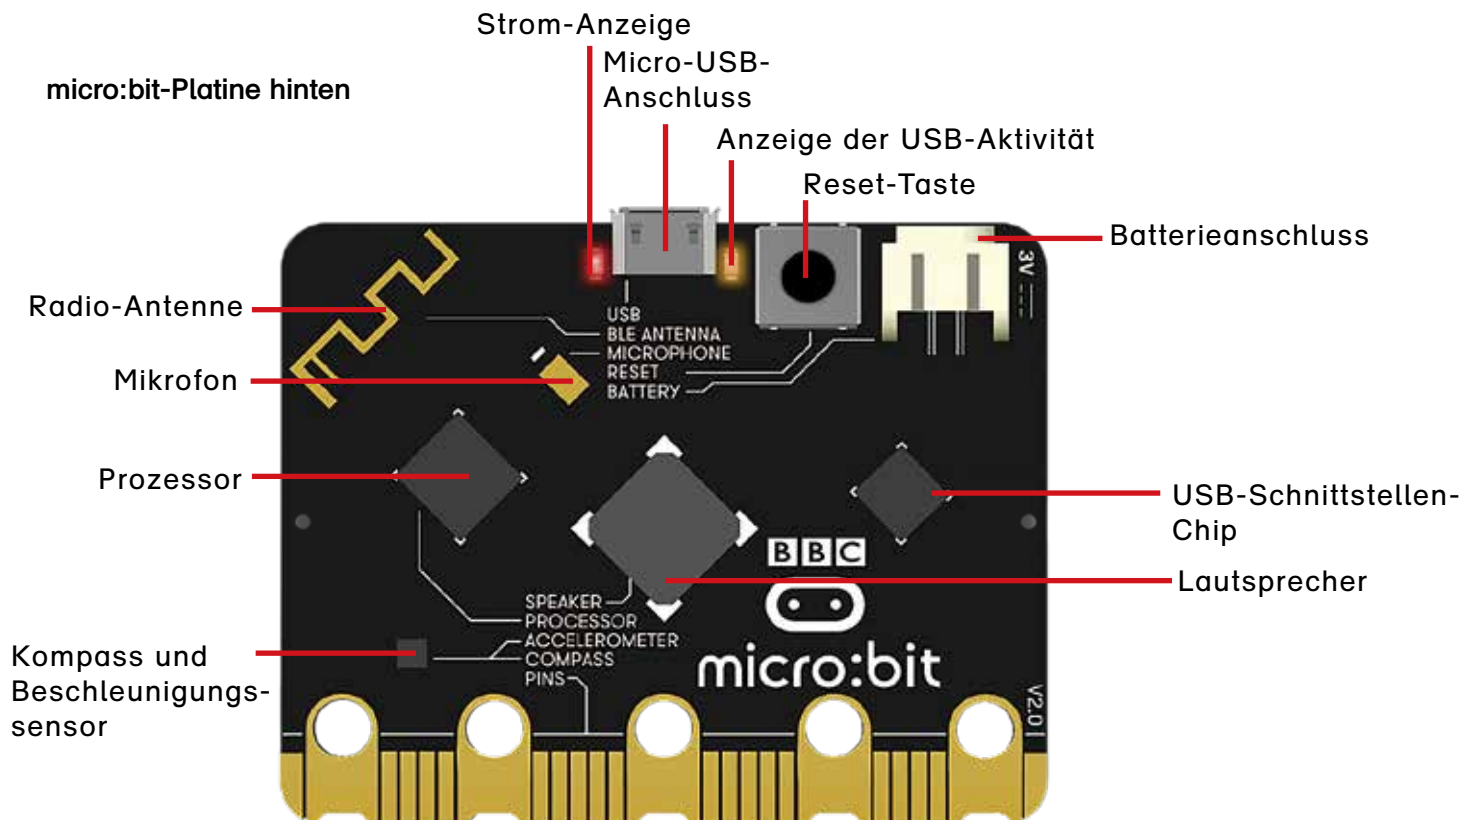 Strom-Anzeige
micro:bit-Platine hinten
Micro-USB-
Anschluss
Anzeige der USB-Aktivität
Reset-Taste
Batterieanschluss
3V
Radio-Antenne
USB
BLE ANTENNA
MICROPHONE
RESET
BATTERY
Mikrofon
Prozessor
USB-Schnittstellen-
Chip
BBC
Lautsprecher
SPEAKER
PROCESSOR
ACCELEROMETER
COMPASS
PINS
micro:bit
Kompass und
Beschleunigungs-
sensor
V2.0